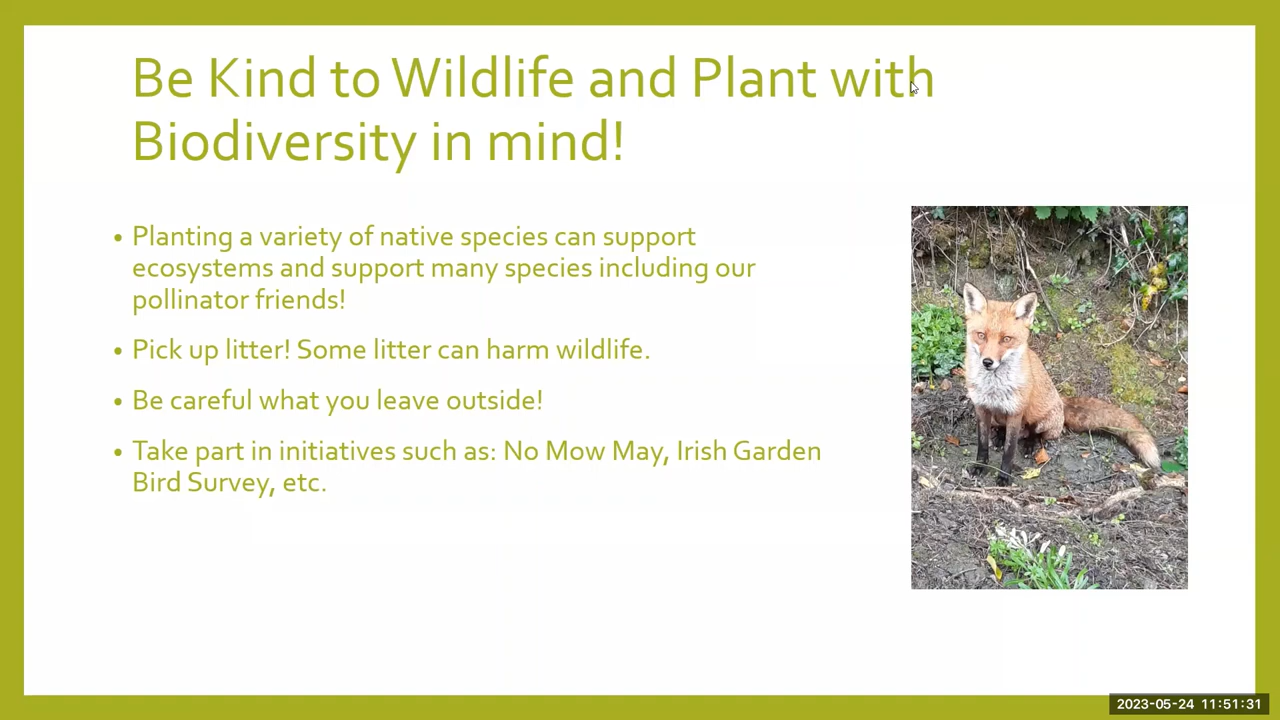 Be Kind to Wildlife and Plant with
Biodiversity in mind!
• Planting a variety of native species can support
ecosystems and support many species including our
pollinator friends!
• Pick up litter! Some litter can harm wildlife.
• Be careful what you leave outside!
• Take part in initiatives such as: No Mow May, Irish Garden
Bird Survey, etc.
2023-05-24 11:51:31